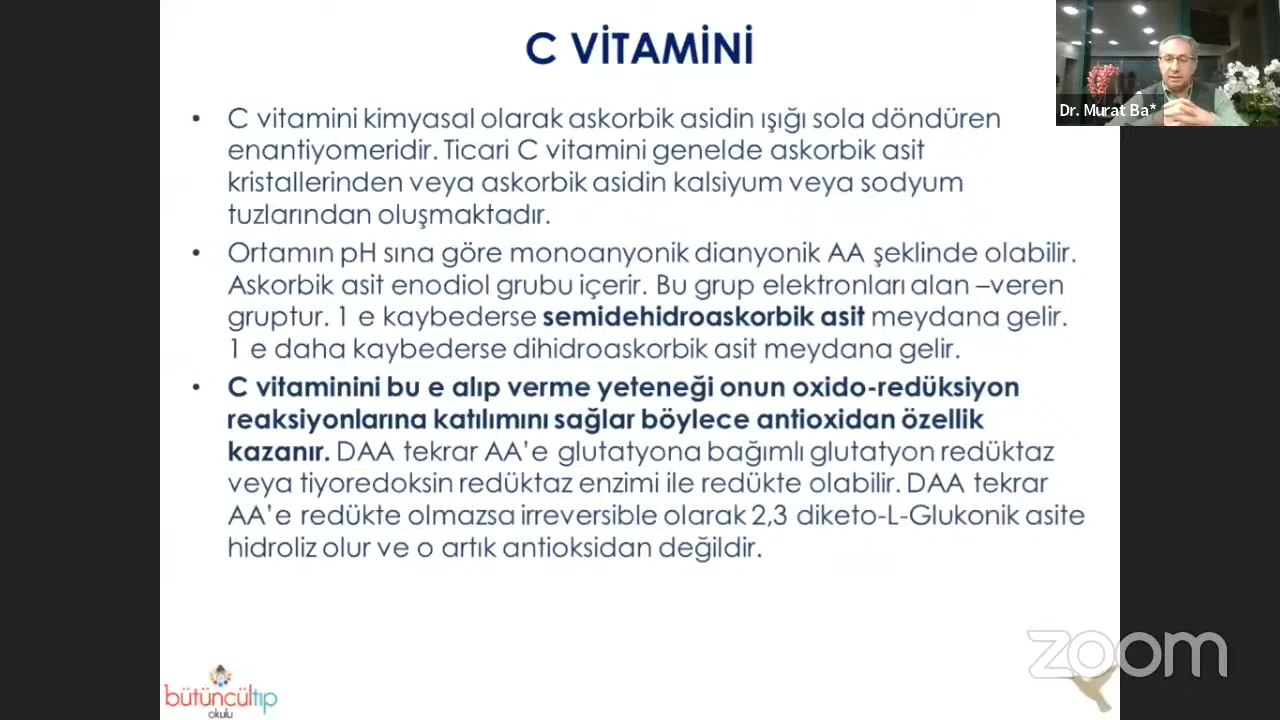 C VİTAMİNİ
Dr. Murat Ba*
• C vitamini kimyasal olarak askorbik asidin ışığı sola döndüren
enantiyomeridir. Ticari C vitamini genelde askorbik asit
kristallerinden veya askorbik asidin kalsiyum veya sodyum
tuzlarından oluşmaktadır.
• Ortamın pH sına göre monoanyonik dianyonik AA şeklinde olabilir.
Askorbik asit enodiol grubu içerir. Bu grup elektronları alan –veren
gruptur. 1 e kaybederse semidehidroaskorbik asit meydana gelir.
1 e daha kaybederse dihidroaskorbik asit meydana gelir.
• C vitaminini bu e alıp verme yeteneği onun oxido-redüksiyon
reaksiyonlarına katılımını sağlar böylece antioxidan özellik
kazanır. DAA tekrar AA’e glutatyona bağımlı glutatyon redüktaz
veya tiyoredoksin redüktaz enzimi ile redükte olabilir. DAA tekrar
AA’e redükte olmazsa irreversible olarak 2,3 diketo-L-Glukonik asite
hidroliz olur ve o artık antioksidan değildir.
zoom
bütüncültıp
okulu